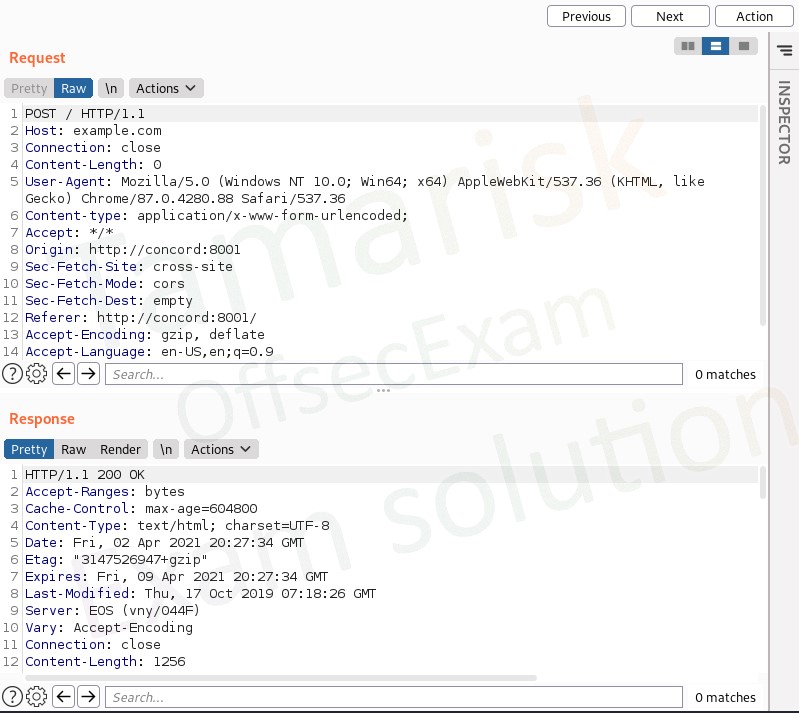 Previous Next Action
Request
INSPECTOR
Pretty Raw \n Actions
1 POST / HTTP/1.1
2 Host: example.com
3 Connection: close
4 Content-Length: 0
5 User-Agent: Mozilla/5.0 (Windows NT 10.0; Win64; x64) AppleWebKit/537.36 (KHTML, like
Gecko) Chrome/87.0.4280.88 Safari/537.36
6 Content-type: application/x-www-form-urlencoded;
7 Accept: */*
8 Origin: http://concord:8001
9 Sec-Fetch-Site: cross-site
10 Sec-Fetch-Mode: cors
11 Sec-Fetch-Dest: empty
12 Referer: http://concord:8001/
13 Accept-Encoding: gzip, deflate
14 Accept-Language: en-US,en;q=0.9
? Search... 0 matches
Response
Pretty Raw Render \n Actions
1 HTTP/1.1 200 OK
2 Accept-Ranges: bytes
3 Cache-Control: max-age=604800
4 Content-Type: text/html; charset=UTF-8
5 Date: Fri, 02 Apr 2021 20:27:34 GMT
6 Etag: "3147526947+gzip"
7 Expires: Fri, 09 Apr 2021 20:27:34 GMT
8 Last-Modified: Thu, 17 Oct 2019 07:18:26 GMT
9 Server: EOS (vny/044F)
10 Vary: Accept-Encoding
11 Connection: close
12 Content-Length: 1256
? Search... 0 matches
Tamarisk
OffsecExam
Exam solution